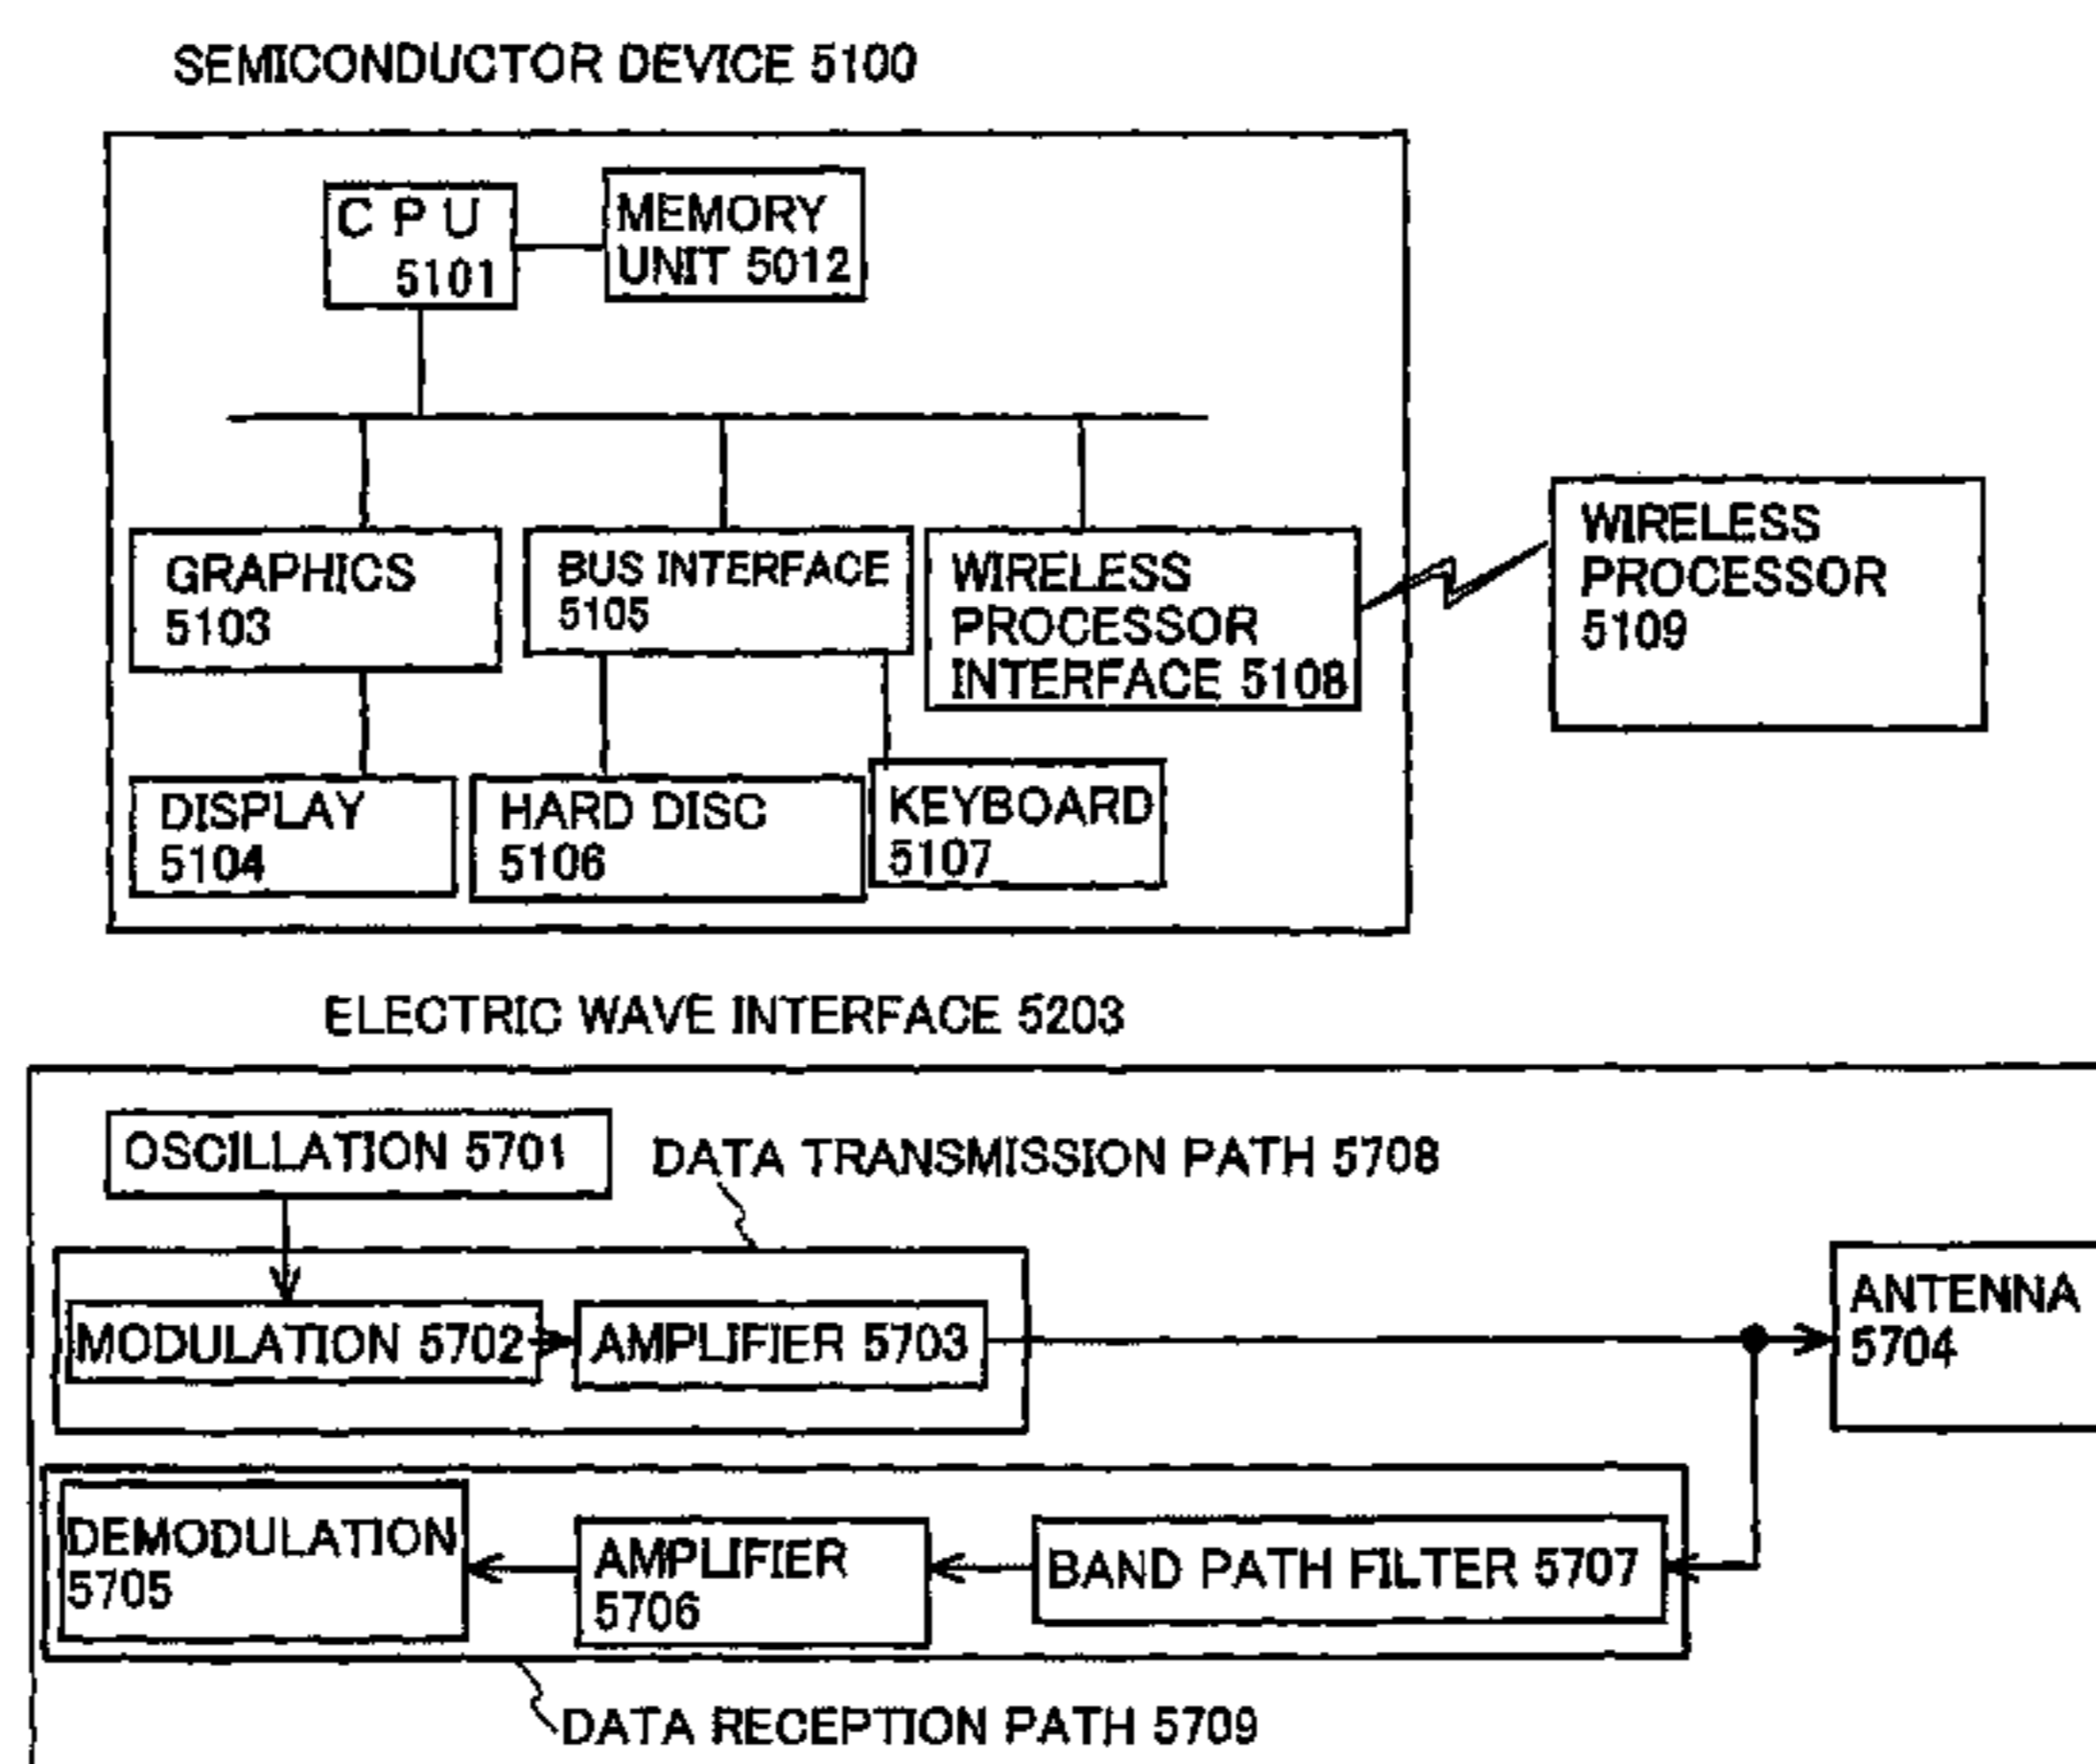 SEMICONDUCTOR DEVICE 5100
CPU
5101
MEMORY
UNIT 5012
GRAPHICS
5103
BUS INTERFACE
5105
WIRELESS
PROCESSOR
INTERFACE 5108
WIRELESS
PROCESSOR
5109
DISPLAY
5104
HARD DISC
5106
KEYBOARD
5107
ELECTRIC WAVE INTERFACE 5203
OSCILLATION 5701
DATA TRANSMISSION PATH 5708
MODULATION 5702
AMPLIFIER 5703
ANTENNA
5704
DEMODULATION
5705
AMPLIFIER
5706
BAND PATH FILTER 5707
DATA RECEPTION PATH 5709